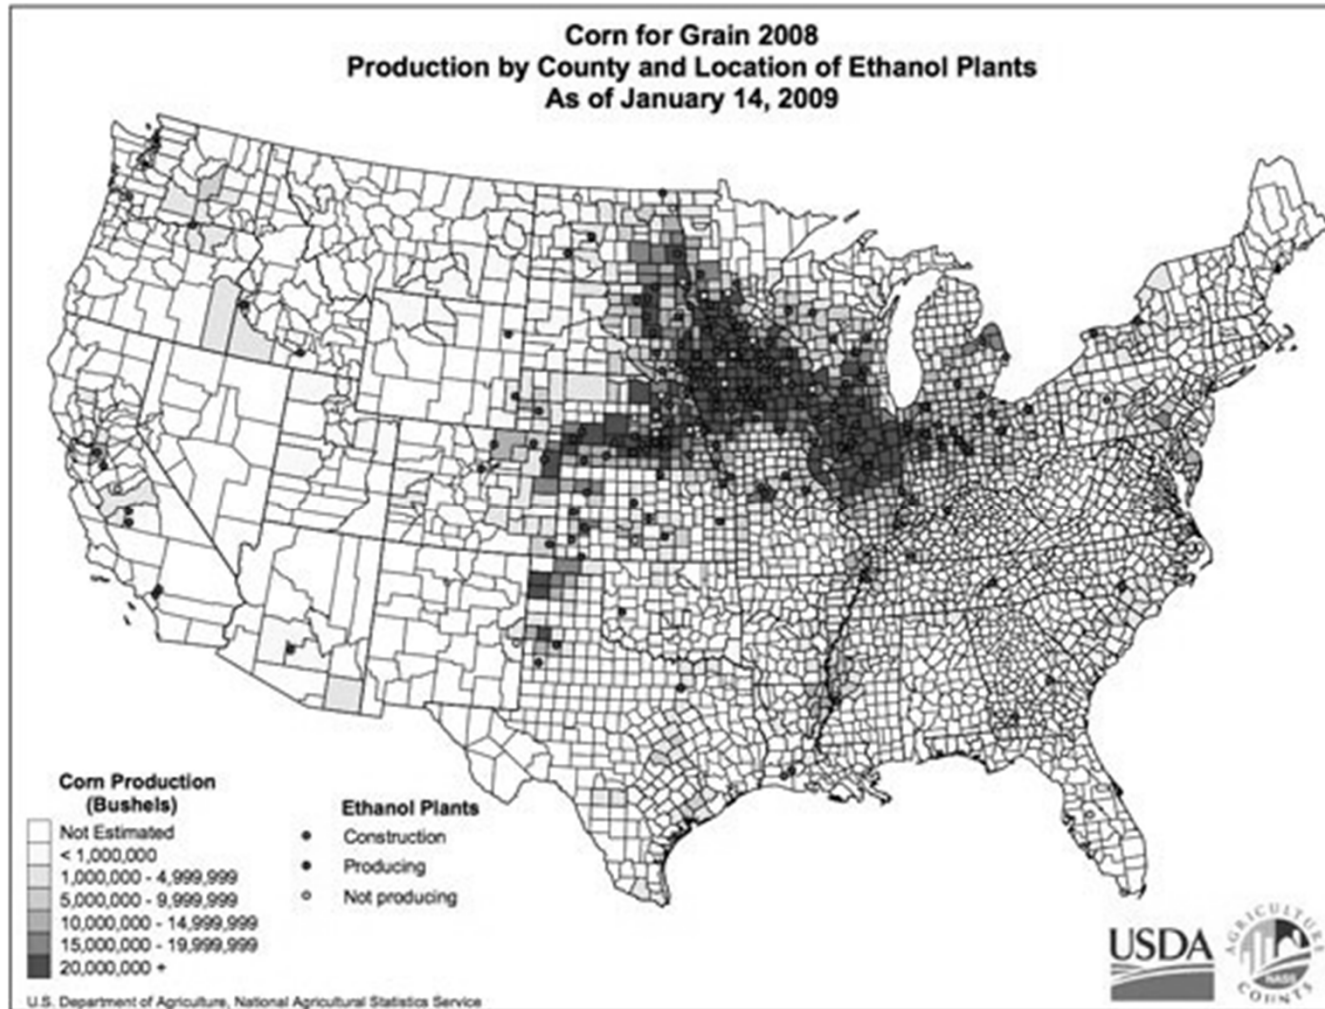 Corn for Grain 2008
Production by County and Location of Ethanol Plants
As of January 14, 2009
Corn Production
(Bushels)
Not Estimated
< 1,000,000
1,000,000 - 4,999,999
5,000,000 - 9,999,999
10,000,000 - 14,999,999
15,000,000 - 19,999,999
20,000,000 +
Ethanol Plants
Construction
Producing
Not producing
U.S. Department of Agriculture, National Agricultural Statistics Service
USDA
AGRICULTURE
NASS
COUNTS